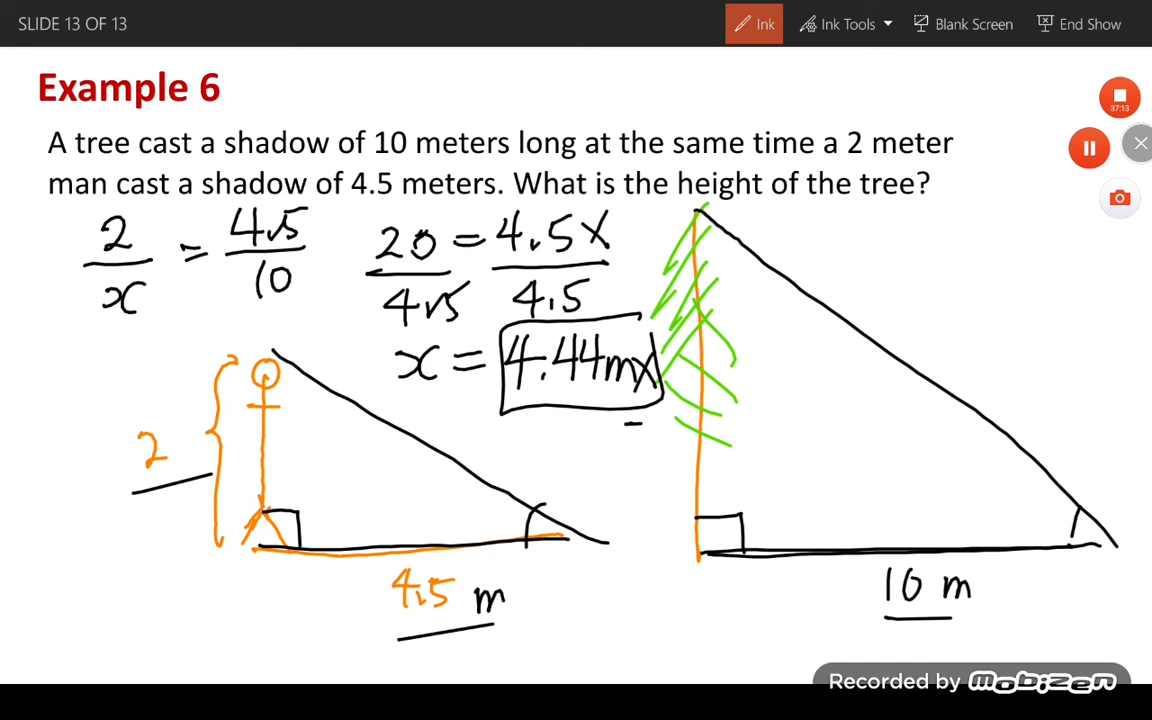 SLIDE 13 OF 13
Ink
Ink Tools
Blank Screen
End Show
37:13
Example 6
A tree cast a shadow of 10 meters long at the same time a 2 meter
man cast a shadow of 4.5 meters. What is the height of the tree?
2/x = 4.5/10
20/4.5 = 4.5x/4.5
x = 4.44m
2
4.5 m
10 m
Recorded by mobizen